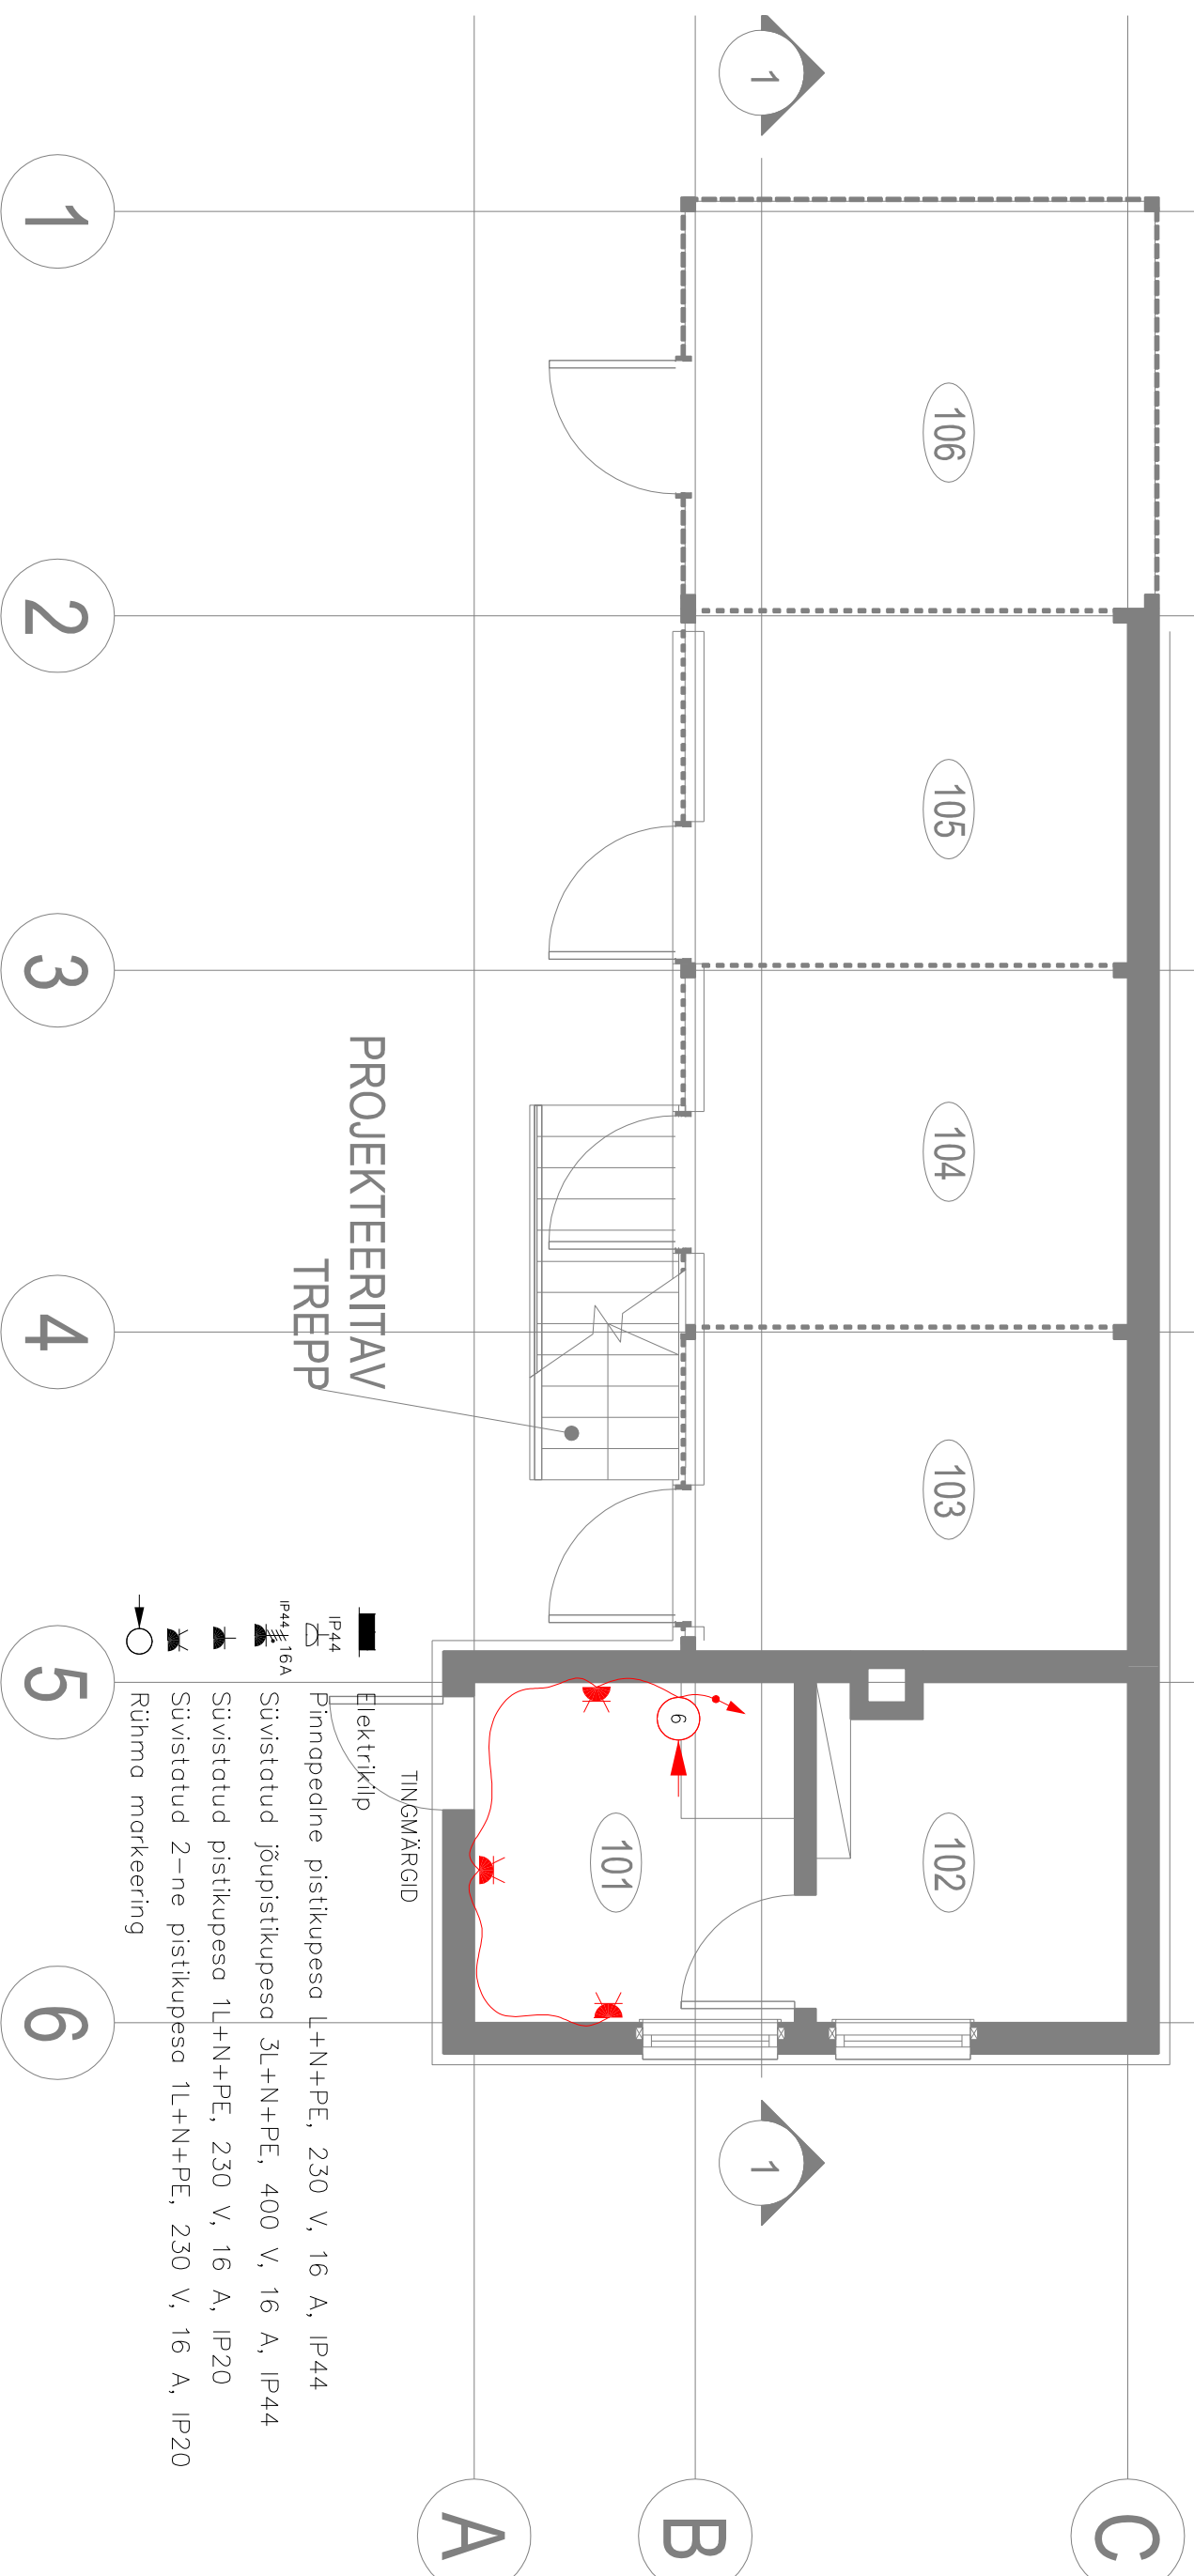 1
1
C
B
A
106
105
104
103
102
101
6
PROJEKTEERITAV
TREPP
1
2
3
4
5
6
TINGMÄRGID
Elektrikilp
IP44
Pinnapealne pistikupesa L+N+PE, 230 V, 16 A, IP44
IP44 16A
Süvistatud jõupistikupesa 3L+N+PE, 400 V, 16 A, IP44
Süvistatud pistikupesa 1L+N+PE, 230 V, 16 A, IP20
Süvistatud 2-ne pistikupesa 1L+N+PE, 230 V, 16 A, IP20
Rühma markeering